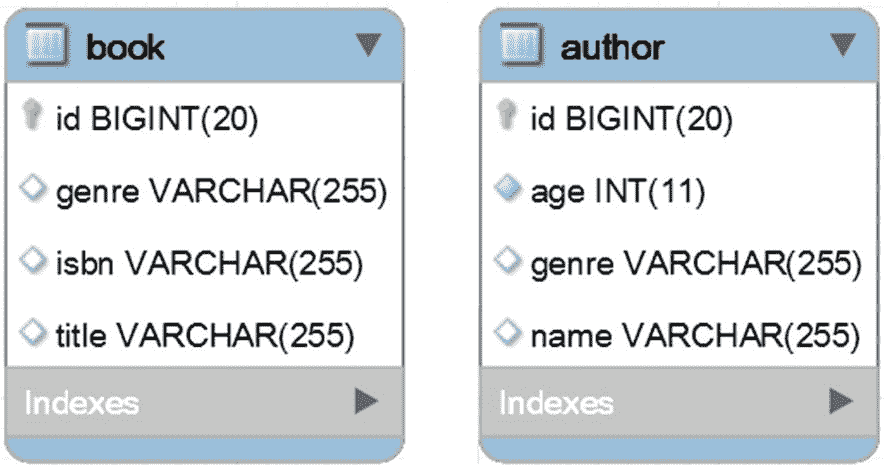 book
id BIGINT(20)
genre VARCHAR(255)
isbn VARCHAR(255)
title VARCHAR(255)
Indexes
author
id BIGINT(20)
age INT(11)
genre VARCHAR(255)
name VARCHAR(255)
Indexes